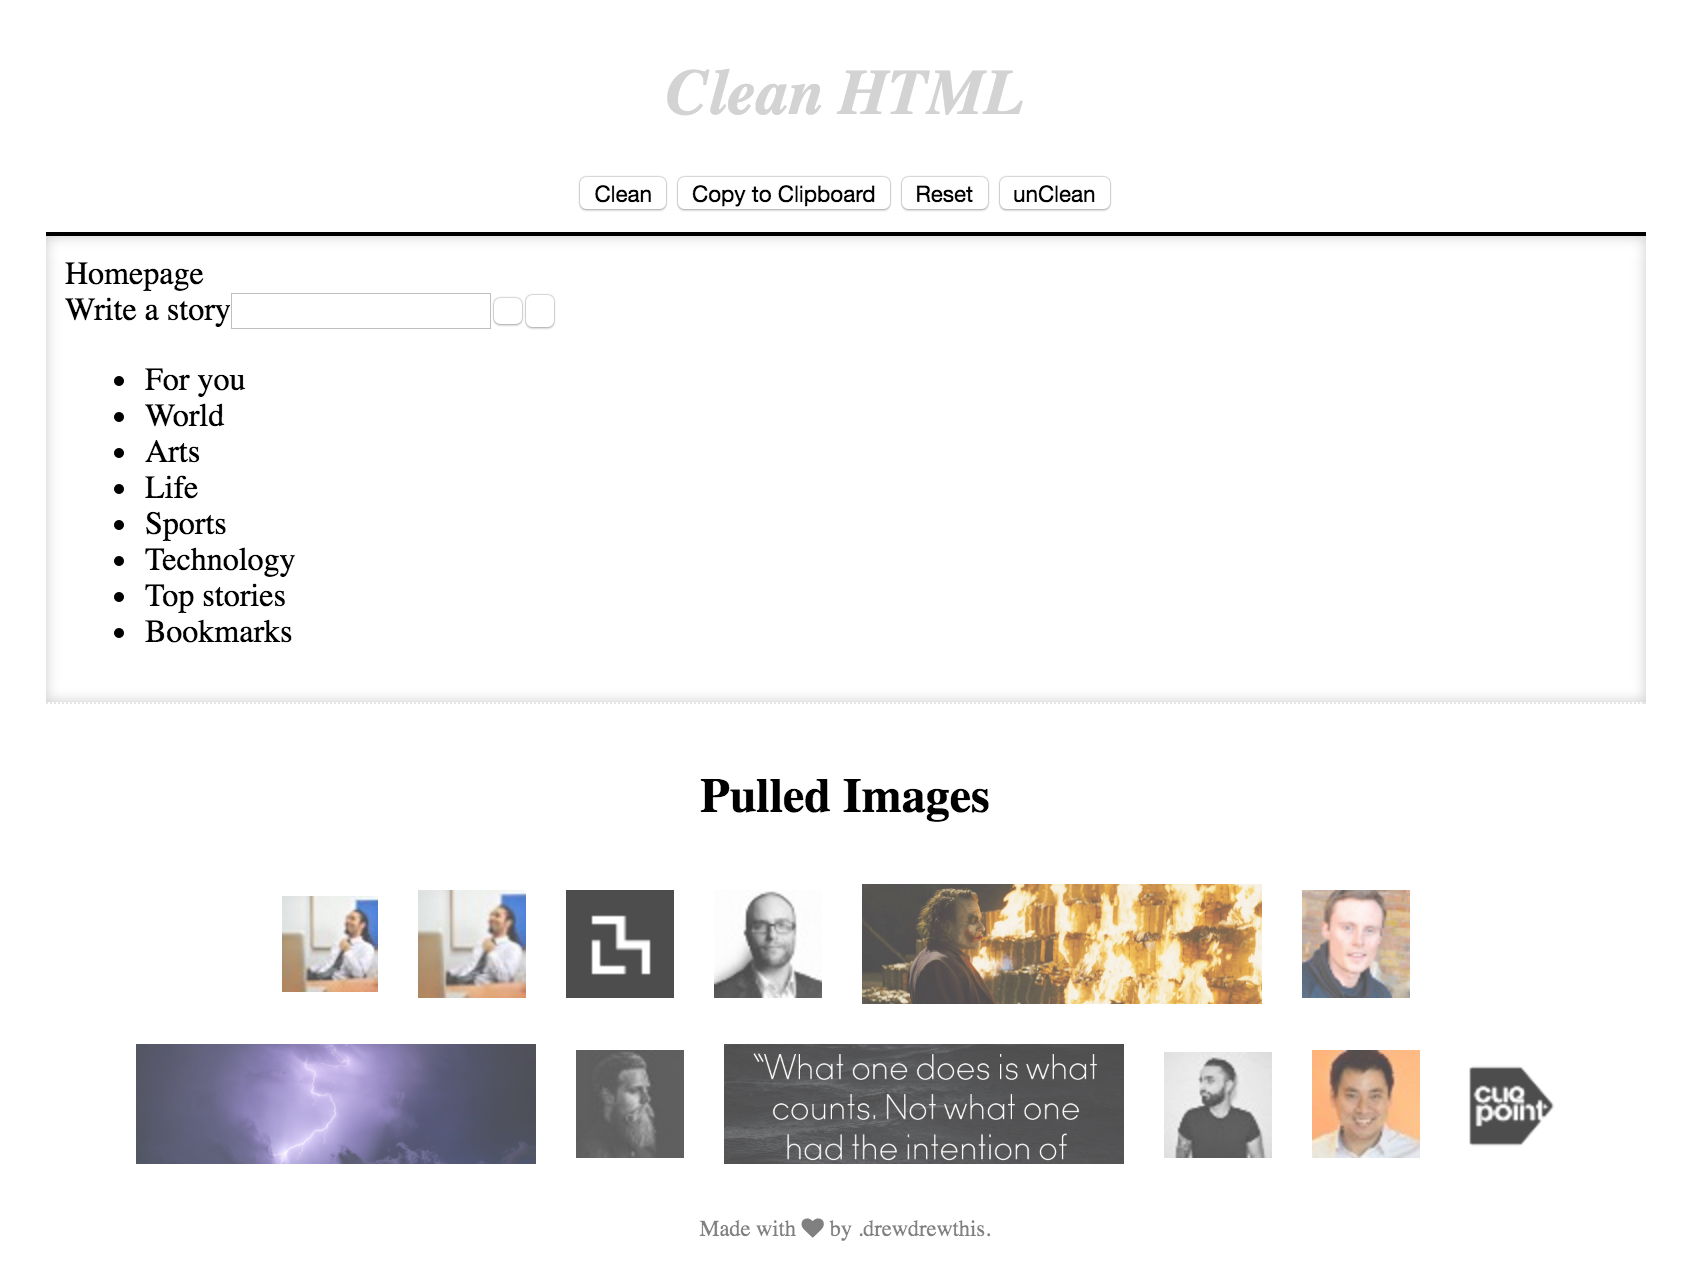 Clean HTML
Clean Copy to Clipboard Reset unClean
Homepage
Write a story
For you
World
Arts
Life
Sports
Technology
Top stories
Bookmarks
Pulled Images
“What one does is what
counts. Not what one
had the intention of
CLIQ
point
Made with ♥ by .drewdrewthis.